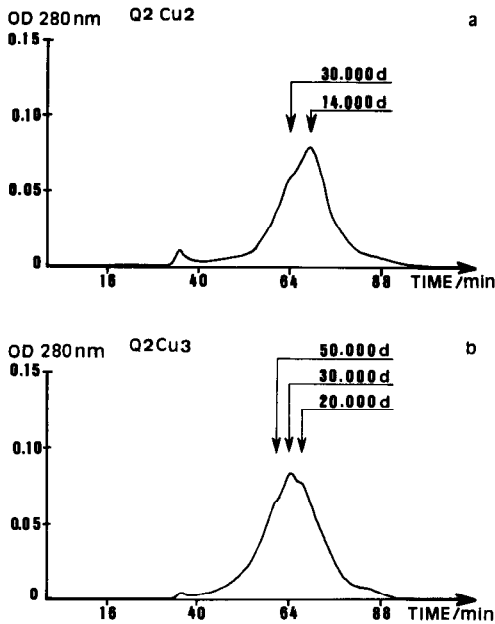 OD 280nm Q2 Cu2 a
0.15
30.000d
0.10
14.000d
0.05
0
16 40 64 88 TIME/min
OD 280nm Q2Cu3 b
0.15
50.000d
30.000d
20.000d
0.10
0.05
0
16 40 64 88 TIME/min